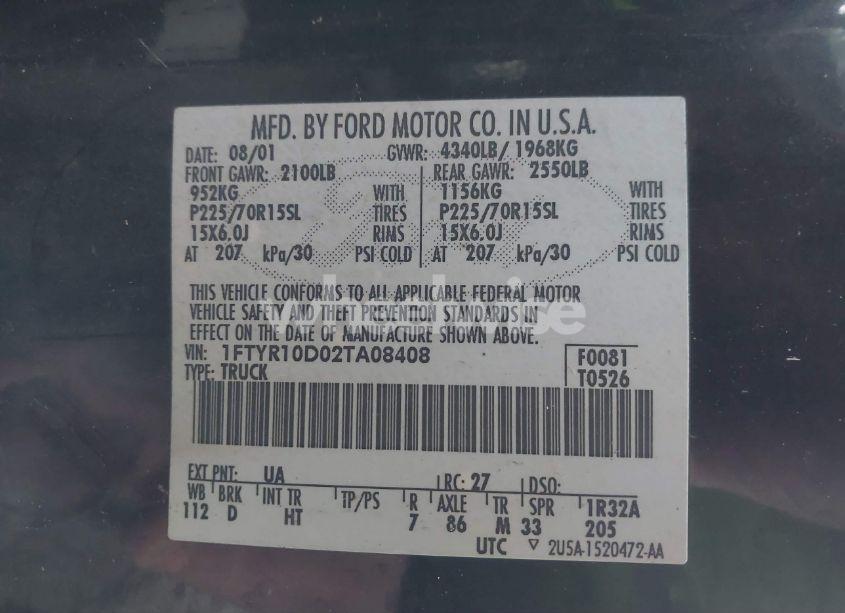 MFD. BY FORD MOTOR CO. IN U.S.A.
DATE: 08/01 GVWR: 4340LB/ 1968KG
FRONT GAWR: 2100LB REAR GAWR: 2550LB
952KG WITH 1156KG WITH
P225/70R15SL TIRES P225/70R15SL TIRES
15X6.0J RIMS 15X6.0J RIMS
AT 207 kPa/30 PSI COLD AT 207 kPa/30 PSI COLD
THIS VEHICLE CONFORMS TO ALL APPLICABLE FEDERAL MOTOR
VEHICLE SAFETY AND THEFT PREVENTION STANDARDS IN
EFFECT ON THE DATE OF MANUFACTURE SHOWN ABOVE.
VIN: 1FTYR10D02TA08408 F0081
TYPE: TRUCK T0526
EXT PNT: UA RC: 27 DSO:
WB BRK INT TR TP/PS R AXLE TR SPR 1R32A
112 D HT 7 86 M 33 205
UTC ▽ 2U5A-1520472-AA